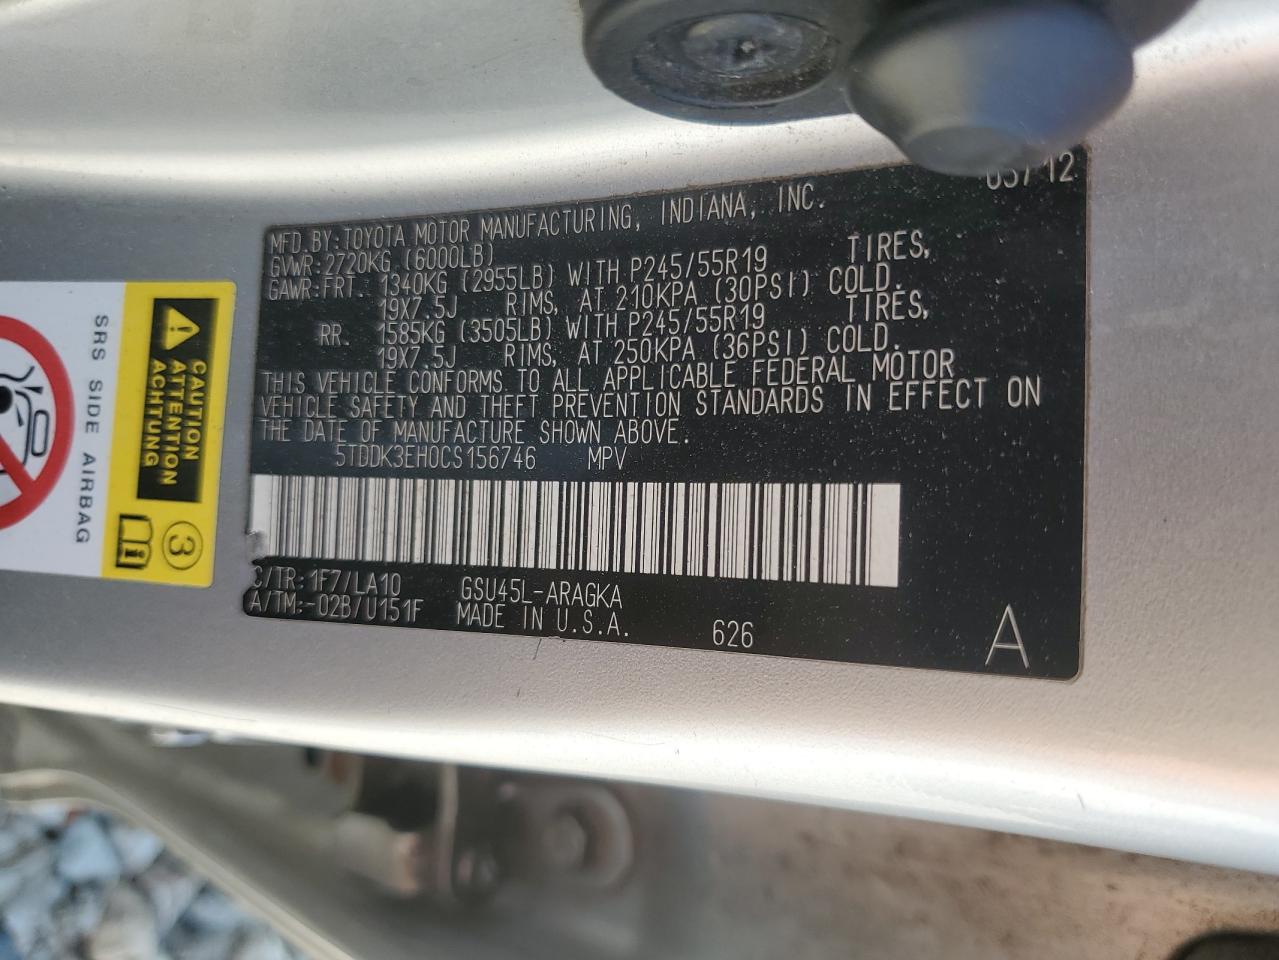 12
MFD.BY:TOYOTA MOTOR MANUFACTURING, INDIANA, INC.
GVWR:2720KG (6000LB)
GAWR:FRT. 1340KG (2955LB) WITH P245/55R19 TIRES,
19X7.5J RIMS, AT 210KPA (30PSI) COLD.
RR. 1585KG (3505LB) WITH P245/55R19 TIRES,
19X7.5J RIMS, AT 250KPA (36PSI) COLD.
THIS VEHICLE CONFORMS TO ALL APPLICABLE FEDERAL MOTOR
VEHICLE SAFETY AND THEFT PREVENTION STANDARDS IN EFFECT ON
THE DATE OF MANUFACTURE SHOWN ABOVE.
5TDDK3EH0CS156746 MPV
C/TR: 1F7/LA10 GSU45L-ARAGKA
A/TM:-02B/U151F MADE IN U.S.A. 626 A
CAUTION
ATTENTION
ACHTUNG
3
SRS SIDE AIRBAG